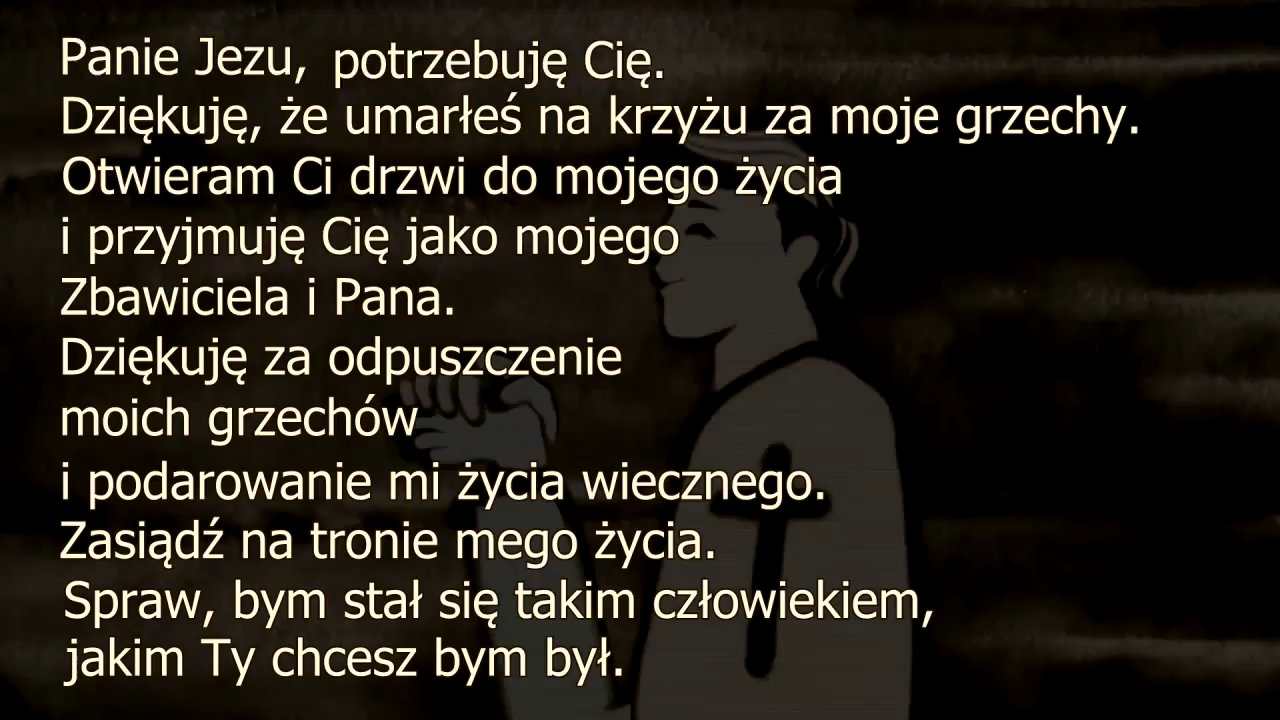 Panie Jezu, potrzebuję Cię.
Dziękuję, że umarłeś na krzyżu za moje grzechy.
Otwieram Ci drzwi do mojego życia
i przyjmuję Cię jako mojego
Zbawiciela i Pana.
Dziękuję za odpuszczenie
moich grzechów
i podarowanie mi życia wiecznego.
Zasiądź na tronie mego życia.
Spraw, bym stał się takim człowiekiem,
jakim Ty chcesz bym był.